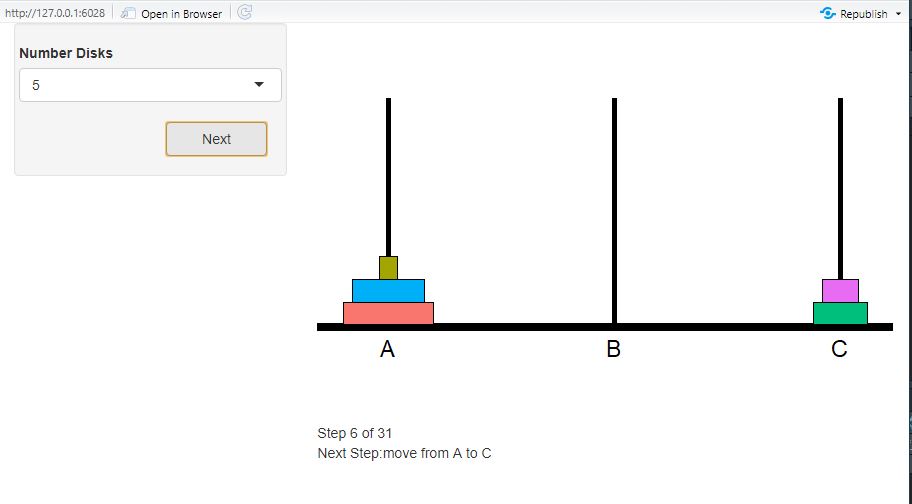 http://127.0.0.1:6028 Open in Browser Republish
Number Disks
5
Next
A B C
Step 6 of 31
Next Step:move from A to C